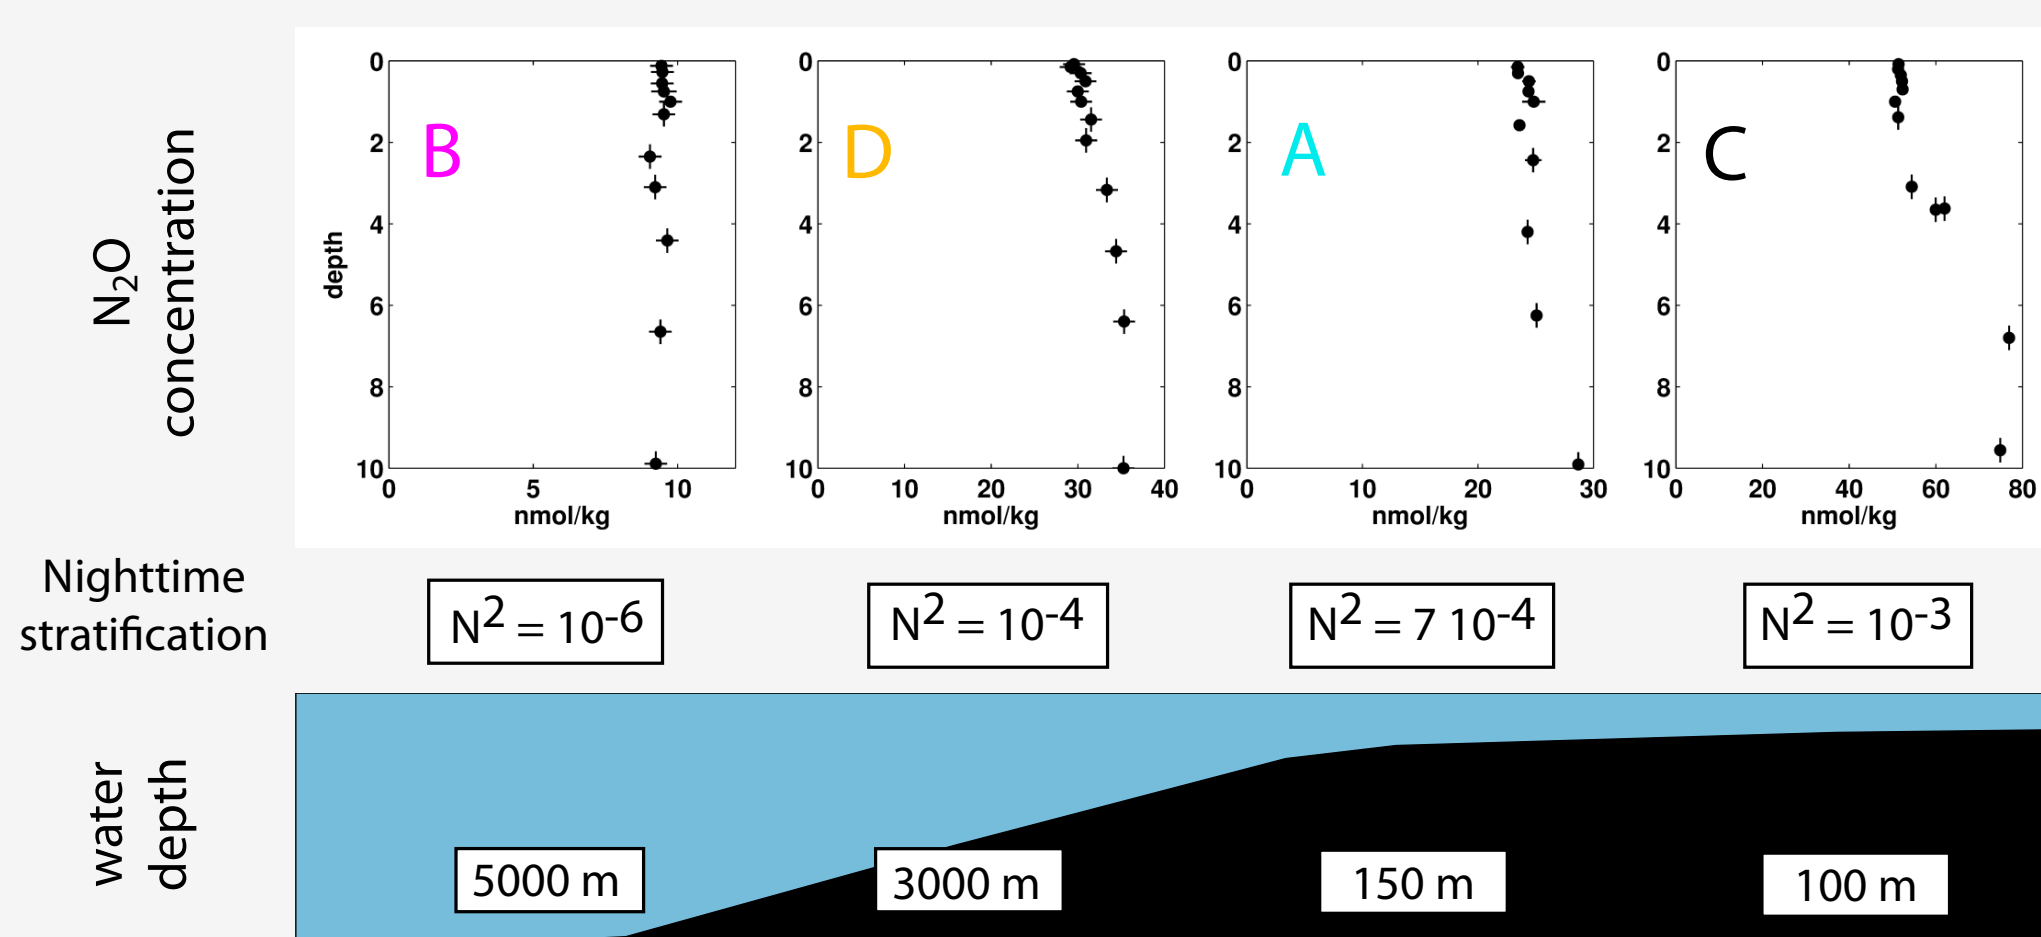 N2O
concentration
0
2
4
6
8
10
depth
B
0 5 10
nmol/kg
0
2
4
6
8
10
D
0 10 20 30 40
nmol/kg
0
2
4
6
8
10
A
0 10 20 30
nmol/kg
0
2
4
6
8
10
C
0 20 40 60 80
nmol/kg
Nighttime
stratification
N2 = 10-6
N2 = 10-4
N2 = 7 10-4
N2 = 10-3
water
depth
5000 m
3000 m
150 m
100 m